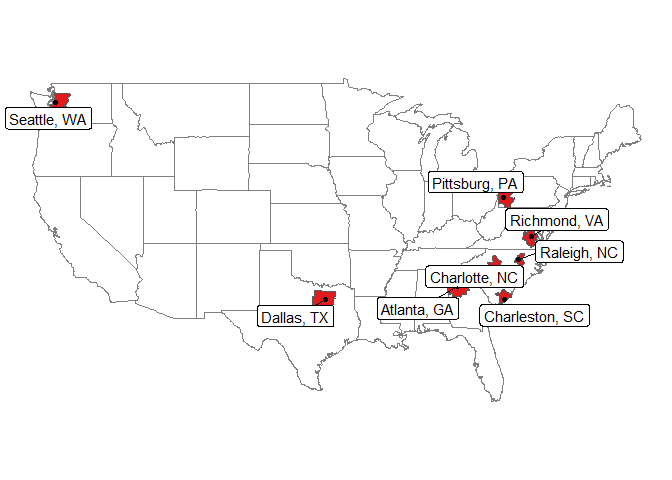 Seattle, WA
Pittsburg, PA
Richmond, VA
Raleigh, NC
Charlotte, NC
Atlanta, GA
Charleston, SC
Dallas, TX